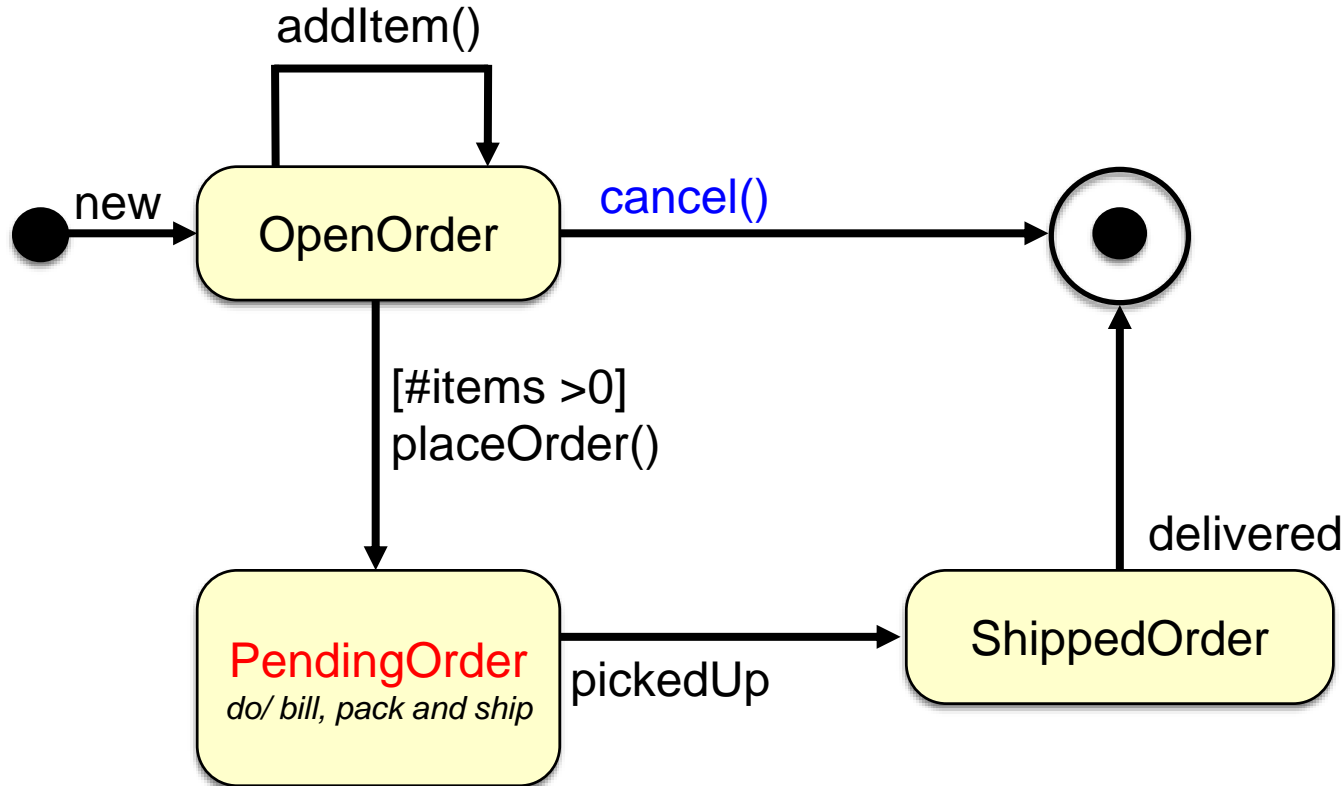 addItem()
new
OpenOrder
cancel()
[#items >0]
placeOrder()
delivered
PendingOrder
do/ bill, pack and ship
pickedUp
ShippedOrder